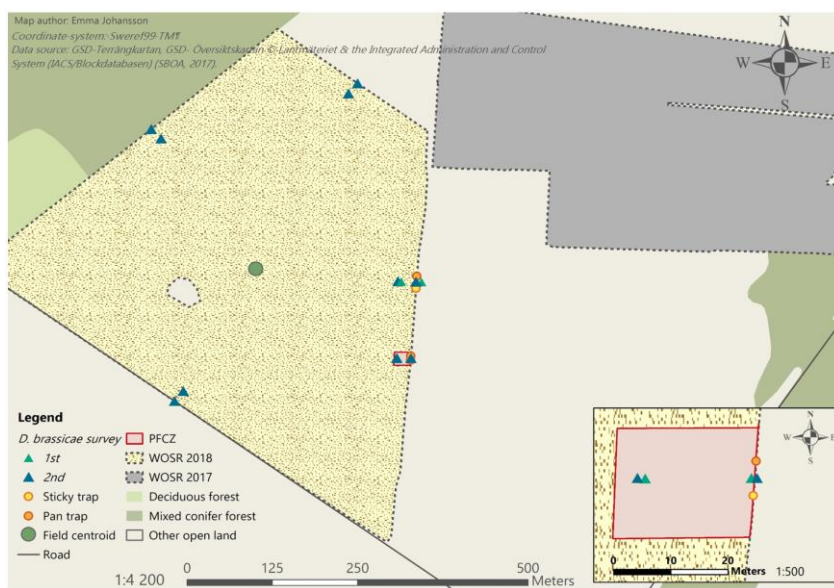 Map author: Emma Johansson
Coordinate-system: Sweref99-TM¶
Data source: GSD-Terrängkartan, GSD- Översiktskartan © Lantmäteriet & the Integrated Administration and Control
System (IACS/Blockdatabasen) (SBOA, 2017).
N
W E
S
Legend
D. brassicae survey
1st
2nd
Sticky trap
Pan trap
Field centroid
Road
PFCZ
WOSR 2018
WOSR 2017
Deciduous forest
Mixed conifer forest
Other open land
1:4 200
0 125 250 500
Meters
N
W E
S
0 10 20
Meters
1:500